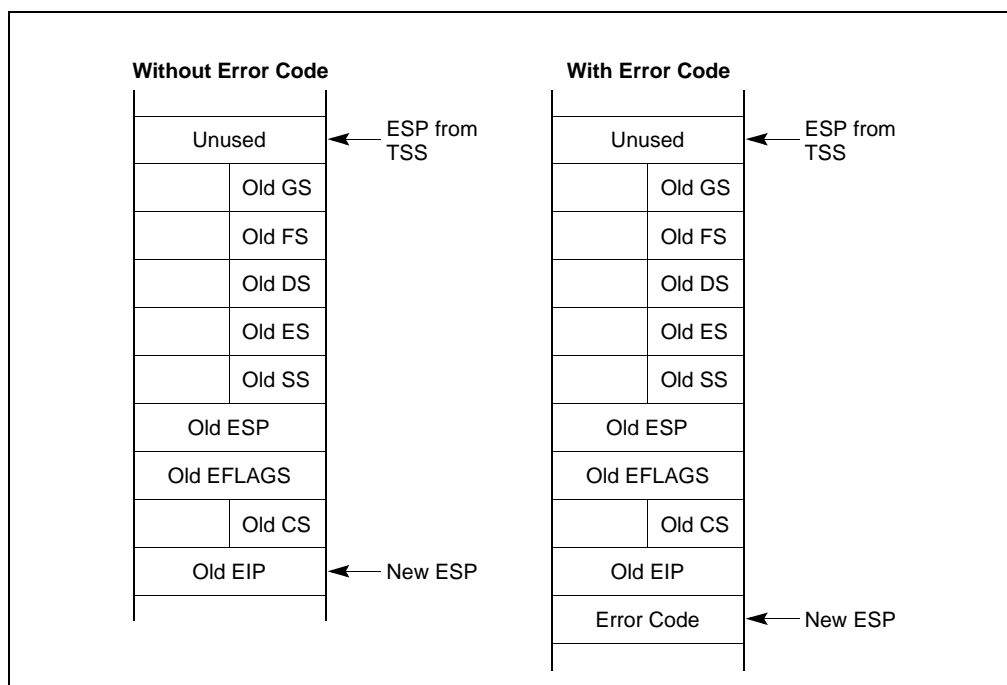 Without Error Code
Unused
ESP from
TSS
Old GS
Old FS
Old DS
Old ES
Old SS
Old ESP
Old EFLAGS
Old CS
Old EIP
New ESP
With Error Code
Unused
ESP from
TSS
Old GS
Old FS
Old DS
Old ES
Old SS
Old ESP
Old EFLAGS
Old CS
Old EIP
Error Code
New ESP